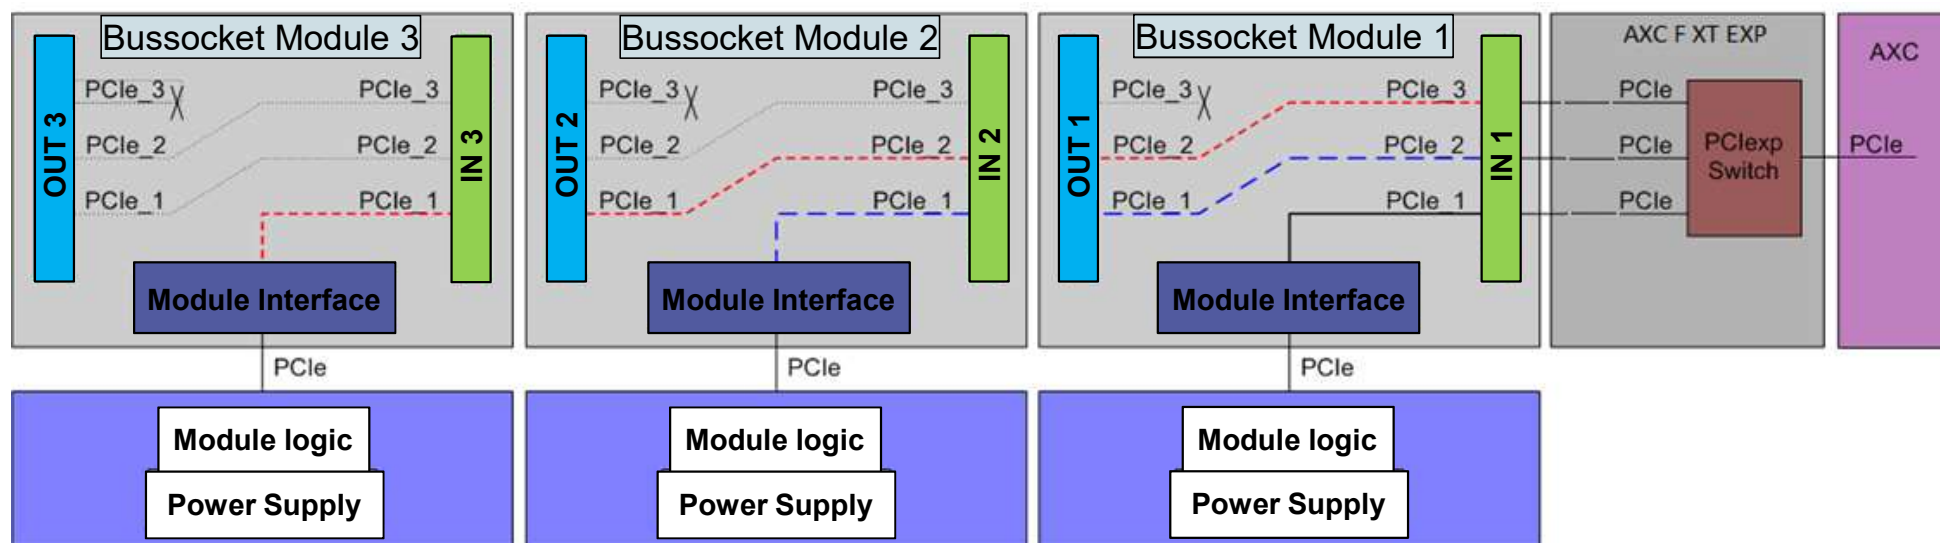 Bussocket Module 3
OUT 3
PCIe_3
PCIe_2
PCIe_1
PCIe_3
PCIe_2
PCIe_1
IN 3
Module Interface
PCIe
Module logic
Power Supply
Bussocket Module 2
OUT 2
PCIe_3
PCIe_2
PCIe_1
PCIe_3
PCIe_2
PCIe_1
IN 2
Module Interface
PCIe
Module logic
Power Supply
Bussocket Module 1
OUT 1
PCIe_3
PCIe_2
PCIe_1
PCIe_3
PCIe_2
PCIe_1
IN 1
Module Interface
PCIe
Module logic
Power Supply
AXC F XT EXP
PCIe
PCIe
PCIe
PCIexp
Switch
AXC
PCIe